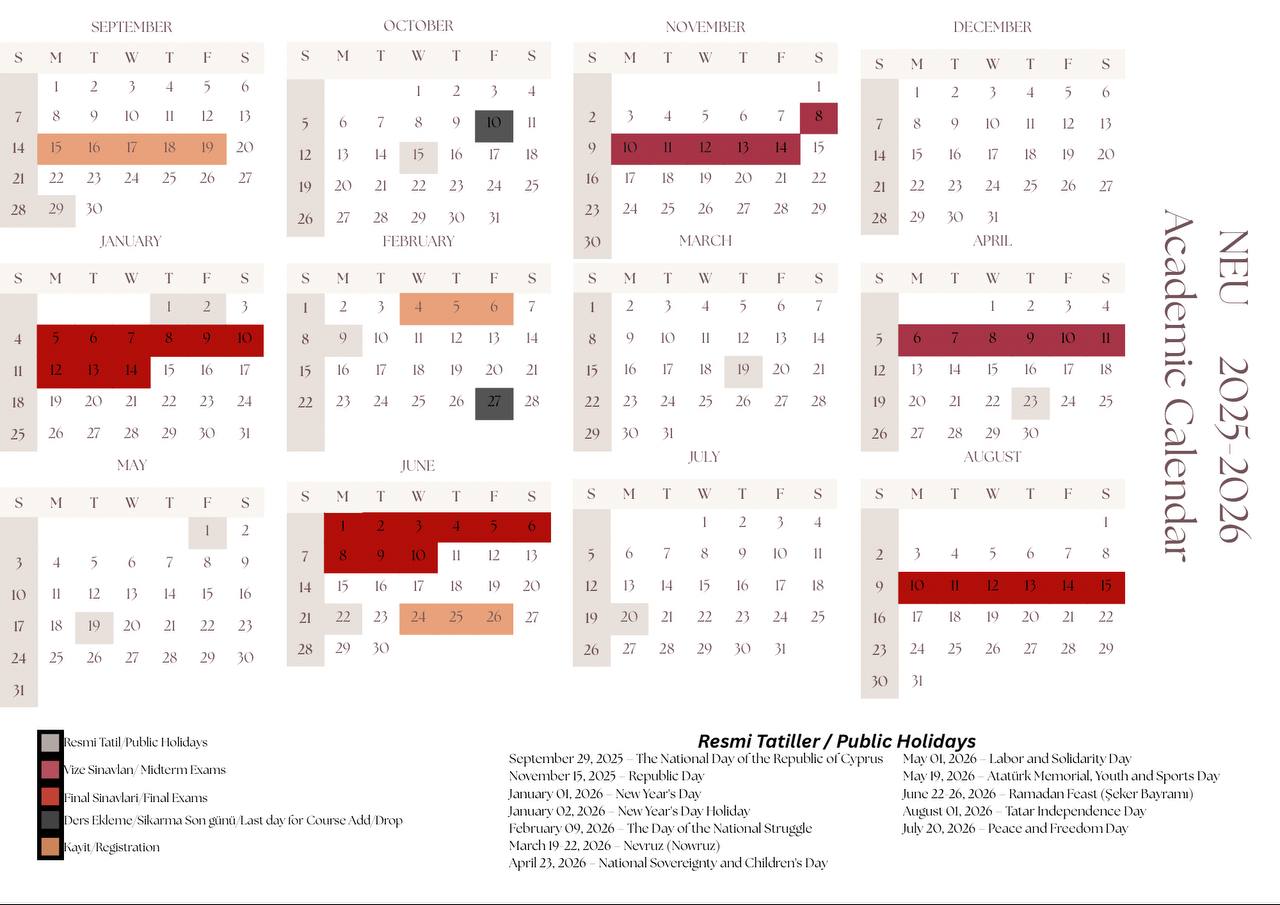 SEPTEMBER
S M T W T F S
1 2 3 4 5 6
7 8 9 10 11 12 13
14 15 16 17 18 19 20
21 22 23 24 25 26 27
28 29 30
OCTOBER
S M T W T F S
1 2 3 4
5 6 7 8 9 10 11
12 13 14 15 16 17 18
19 20 21 22 23 24 25
26 27 28 29 30 31
NOVEMBER
S M T W T F S
1
2 3 4 5 6 7 8
9 10 11 12 13 14 15
16 17 18 19 20 21 22
23 24 25 26 27 28 29
30
DECEMBER
S M T W T F S
1 2 3 4 5 6
7 8 9 10 11 12 13
14 15 16 17 18 19 20
21 22 23 24 25 26 27
28 29 30 31
JANUARY
S M T W T F S
1 2 3
4 5 6 7 8 9 10
11 12 13 14 15 16 17
18 19 20 21 22 23 24
25 26 27 28 29 30 31
FEBRUARY
S M T W T F S
1 2 3 4 5 6 7
8 9 10 11 12 13 14
15 16 17 18 19 20 21
22 23 24 25 26 27 28
MARCH
S M T W T F S
1 2 3 4 5 6 7
8 9 10 11 12 13 14
15 16 17 18 19 20 21
22 23 24 25 26 27 28
29 30 31
APRIL
S M T W T F S
1 2 3 4
5 6 7 8 9 10 11
12 13 14 15 16 17 18
19 20 21 22 23 24 25
26 27 28 29 30
MAY
S M T W T F S
1 2
3 4 5 6 7 8 9
10 11 12 13 14 15 16
17 18 19 20 21 22 23
24 25 26 27 28 29 30
31
JUNE
S M T W T F S
1 2 3 4 5 6
7 8 9 10 11 12 13
14 15 16 17 18 19 20
21 22 23 24 25 26 27
28 29 30
JULY
S M T W T F S
1 2 3 4
5 6 7 8 9 10 11
12 13 14 15 16 17 18
19 20 21 22 23 24 25
26 27 28 29 30 31
AUGUST
S M T W T F S
1
2 3 4 5 6 7 8
9 10 11 12 13 14 15
16 17 18 19 20 21 22
23 24 25 26 27 28 29
30 31
NEU 2025-2026
Academic Calendar
Resmi Tatil/Public Holidays
Vize Sinavları/ Midterm Exams
Final Sinavlari/Final Exams
Ders Ekleme/Sikarma Son günü/Last day for Course Add/Drop
Kayit/Registration
Resmi Tatiller / Public Holidays
September 29, 2025 – The National Day of the Republic of Cyprus
November 15, 2025 – Republic Day
January 01, 2026 – New Year's Day
January 02, 2026 – New Year's Day Holiday
February 09, 2026 – The Day of the National Struggle
March 19-22, 2026 – Nevruz (Nowruz)
April 23, 2026 – National Sovereignty and Children's Day
May 01, 2026 – Labor and Solidarity Day
May 19, 2026 – Atatürk Memorial, Youth and Sports Day
June 22-26, 2026 – Ramadan Feast (Şeker Bayramı)
August 01, 2026 – Tatar Independence Day
July 20, 2026 – Peace and Freedom Day